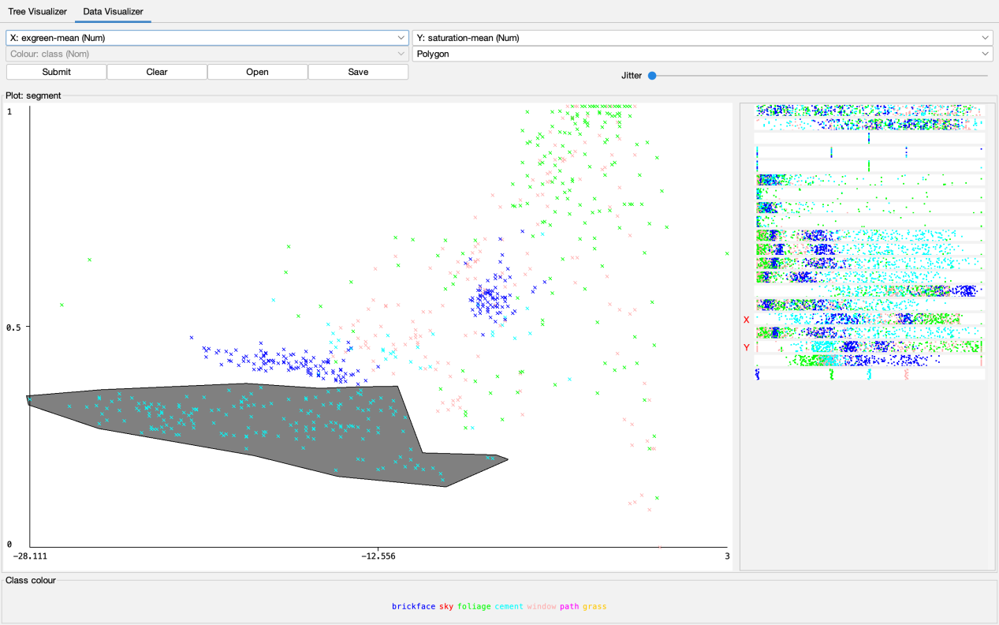 Tree Visualizer Data Visualizer
X: exgreen-mean (Num) Y: saturation-mean (Num)
Colour: class (Nom) Polygon
Submit Clear Open Save Jitter
Plot: segment
1
0.5
0
-28.111 -12.556 3
X
Y
Class colour
brickface sky foliage cement window path grass